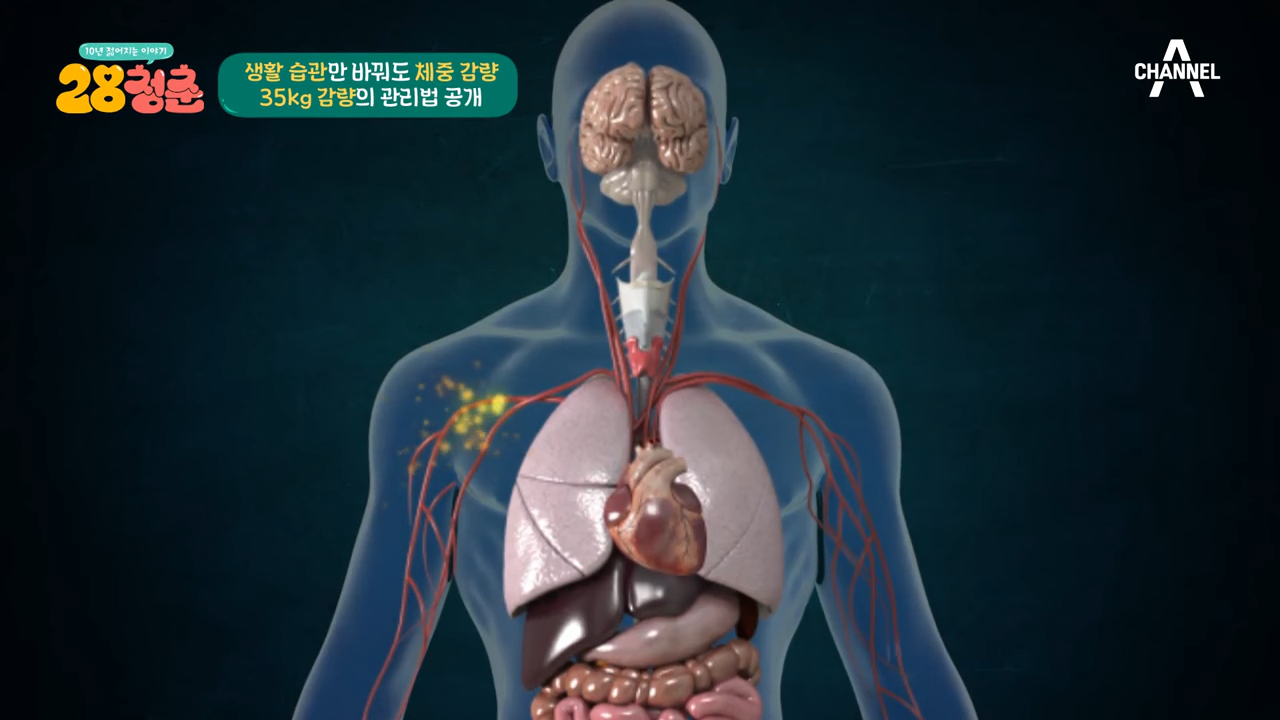 10년 젊어지는 이야기
28청춘
생활 습관만 바꿔도 체중 감량
35kg 감량의 관리법 공개
CHANNEL A